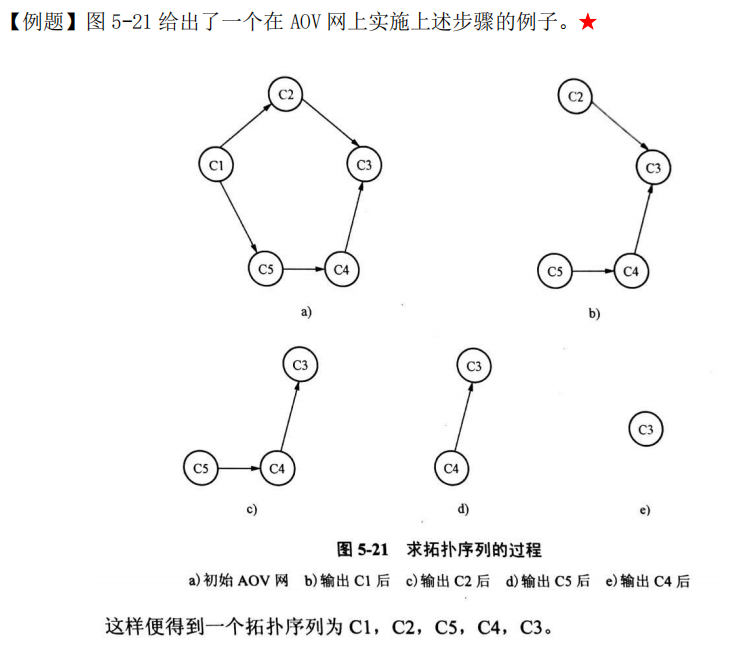 【例题】图 5-21 给出了一个在 AOV 网上实施上述步骤的例子。★
C2
C1
C3
C5
C4
a)
C2
C3
C5
C4
b)
C3
C5
C4
c)
C3
C4
d)
C3
e)
图 5-21 求拓扑序列的过程
a)初始 AOV 网 b)输出 C1 后 c)输出 C2 后 d)输出 C5 后 e)输出 C4 后
这样便得到一个拓扑序列为 C1，C2，C5，C4，C3。